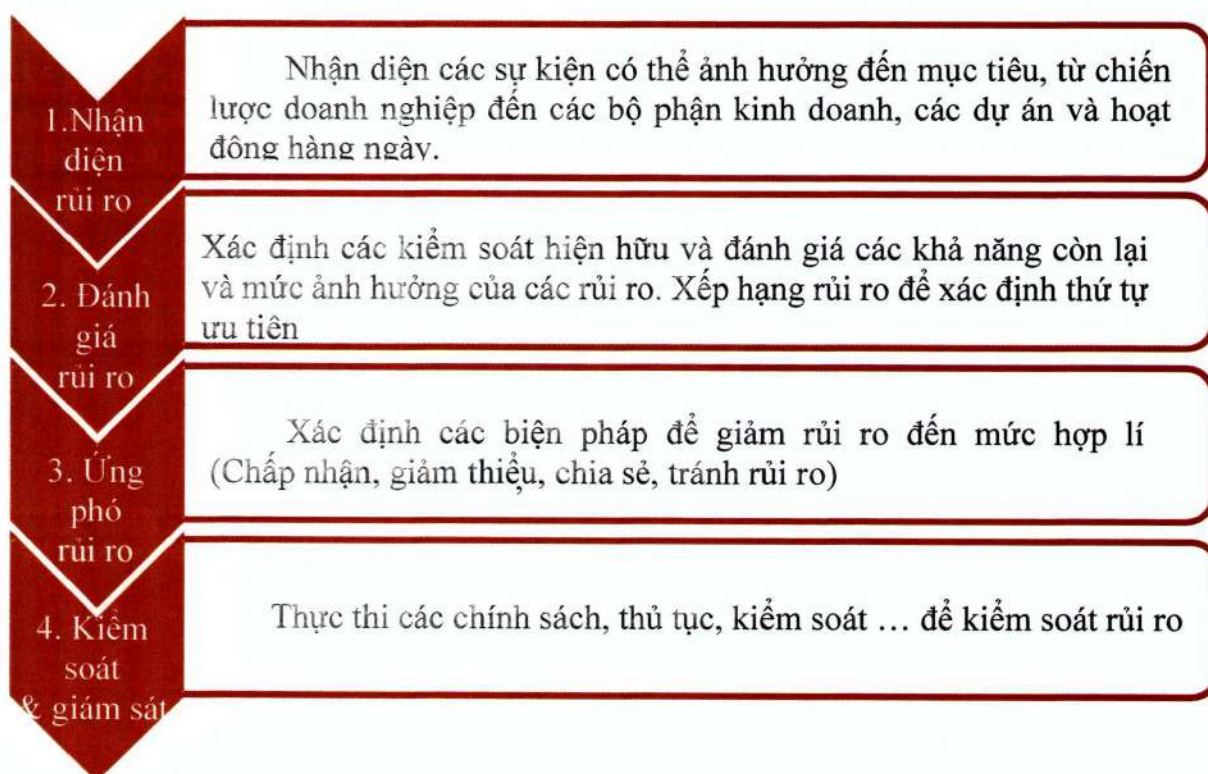 1.Nhận
diện
rủi ro
Nhận diện các sự kiện có thể ảnh hưởng đến mục tiêu, từ chiến
lược doanh nghiệp đến các bộ phận kinh doanh, các dự án và hoạt
động hàng ngày.
2. Đánh
giá
rủi ro
Xác định các kiểm soát hiện hữu và đánh giá các khả năng còn lại
và mức ảnh hưởng của các rủi ro. Xếp hạng rủi ro để xác định thứ tự
ưu tiên
3. Ứng
phó
rủi ro
Xác định các biện pháp để giảm rủi ro đến mức hợp lí
(Chấp nhận, giảm thiểu, chia sẻ, tránh rủi ro)
4. Kiểm
soát
& giám sát
Thực thi các chính sách, thủ tục, kiểm soát … để kiểm soát rủi ro